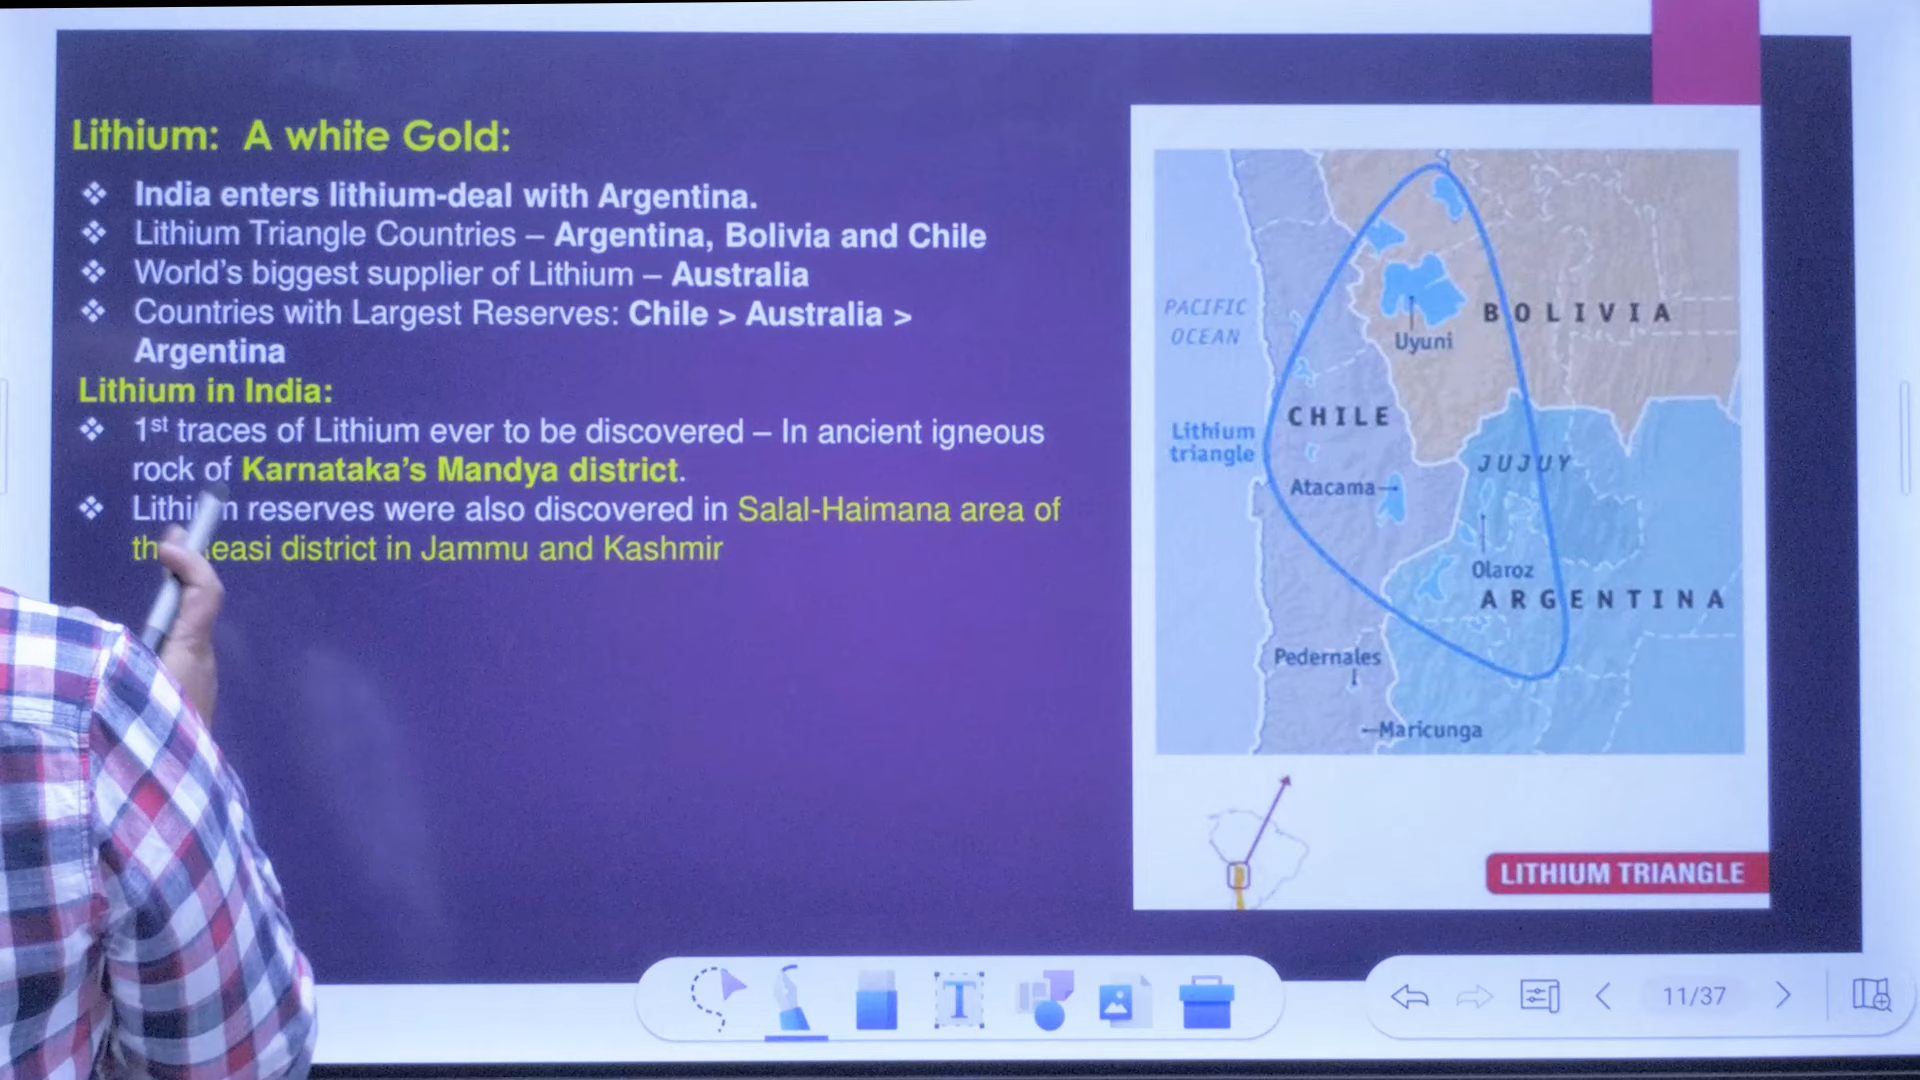 Lithium: A white Gold:
❖ India enters lithium-deal with Argentina.
❖ Lithium Triangle Countries – Argentina, Bolivia and Chile
❖ World's biggest supplier of Lithium – Australia
❖ Countries with Largest Reserves: Chile > Australia >
Argentina
Lithium in India:
❖ 1st traces of Lithium ever to be discovered – In ancient igneous
rock of Karnataka's Mandya district.
❖ Lithium reserves were also discovered in Salal-Haimana area of
district in Jammu and Kashmir
PACIFIC
OCEAN
BOLIVIA
Uyuni
CHILE
Lithium
triangle
JUJUY
Atacama
Olaroz
ARGENTINA
Pedernales
Maricunga
LITHIUM TRIANGLE
T
11/37